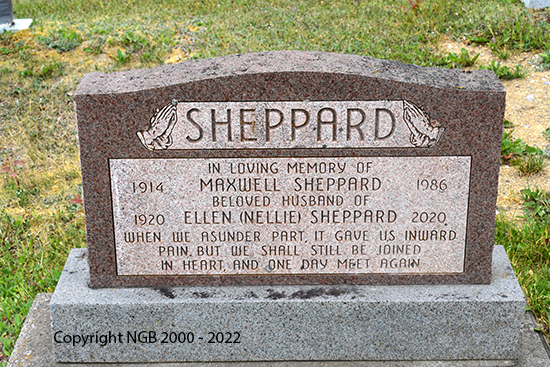 SHEPPARD
IN LOVING MEMORY OF
1914 MAXWELL SHEPPARD 1986
BELOVED HUSBAND OF
1920 ELLEN (NELLIE) SHEPPARD 2020
WHEN WE ASUNDER PART, IT GAVE US INWARD
PAIN, BUT WE SHALL STILL BE JOINED
IN HEART, AND ONE DAY MEET AGAIN
Copyright NGB 2000 - 2022